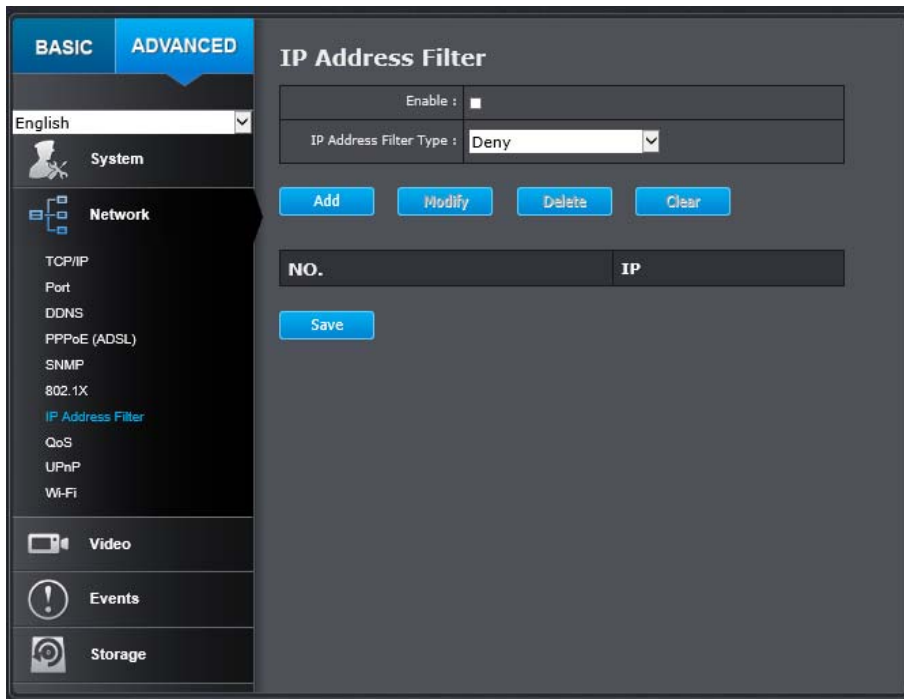 BASIC
ADVANCED
English
System
Network
TCP/IP
Port
DDNS
PPPoE (ADSL)
SNMP
802.1X
IP Address Filter
QoS
UPnP
Wi-Fi
Video
Events
Storage
IP Address Filter
Enable :
IP Address Filter Type : Deny
Add Modify Delete Clear
NO. IP
Save